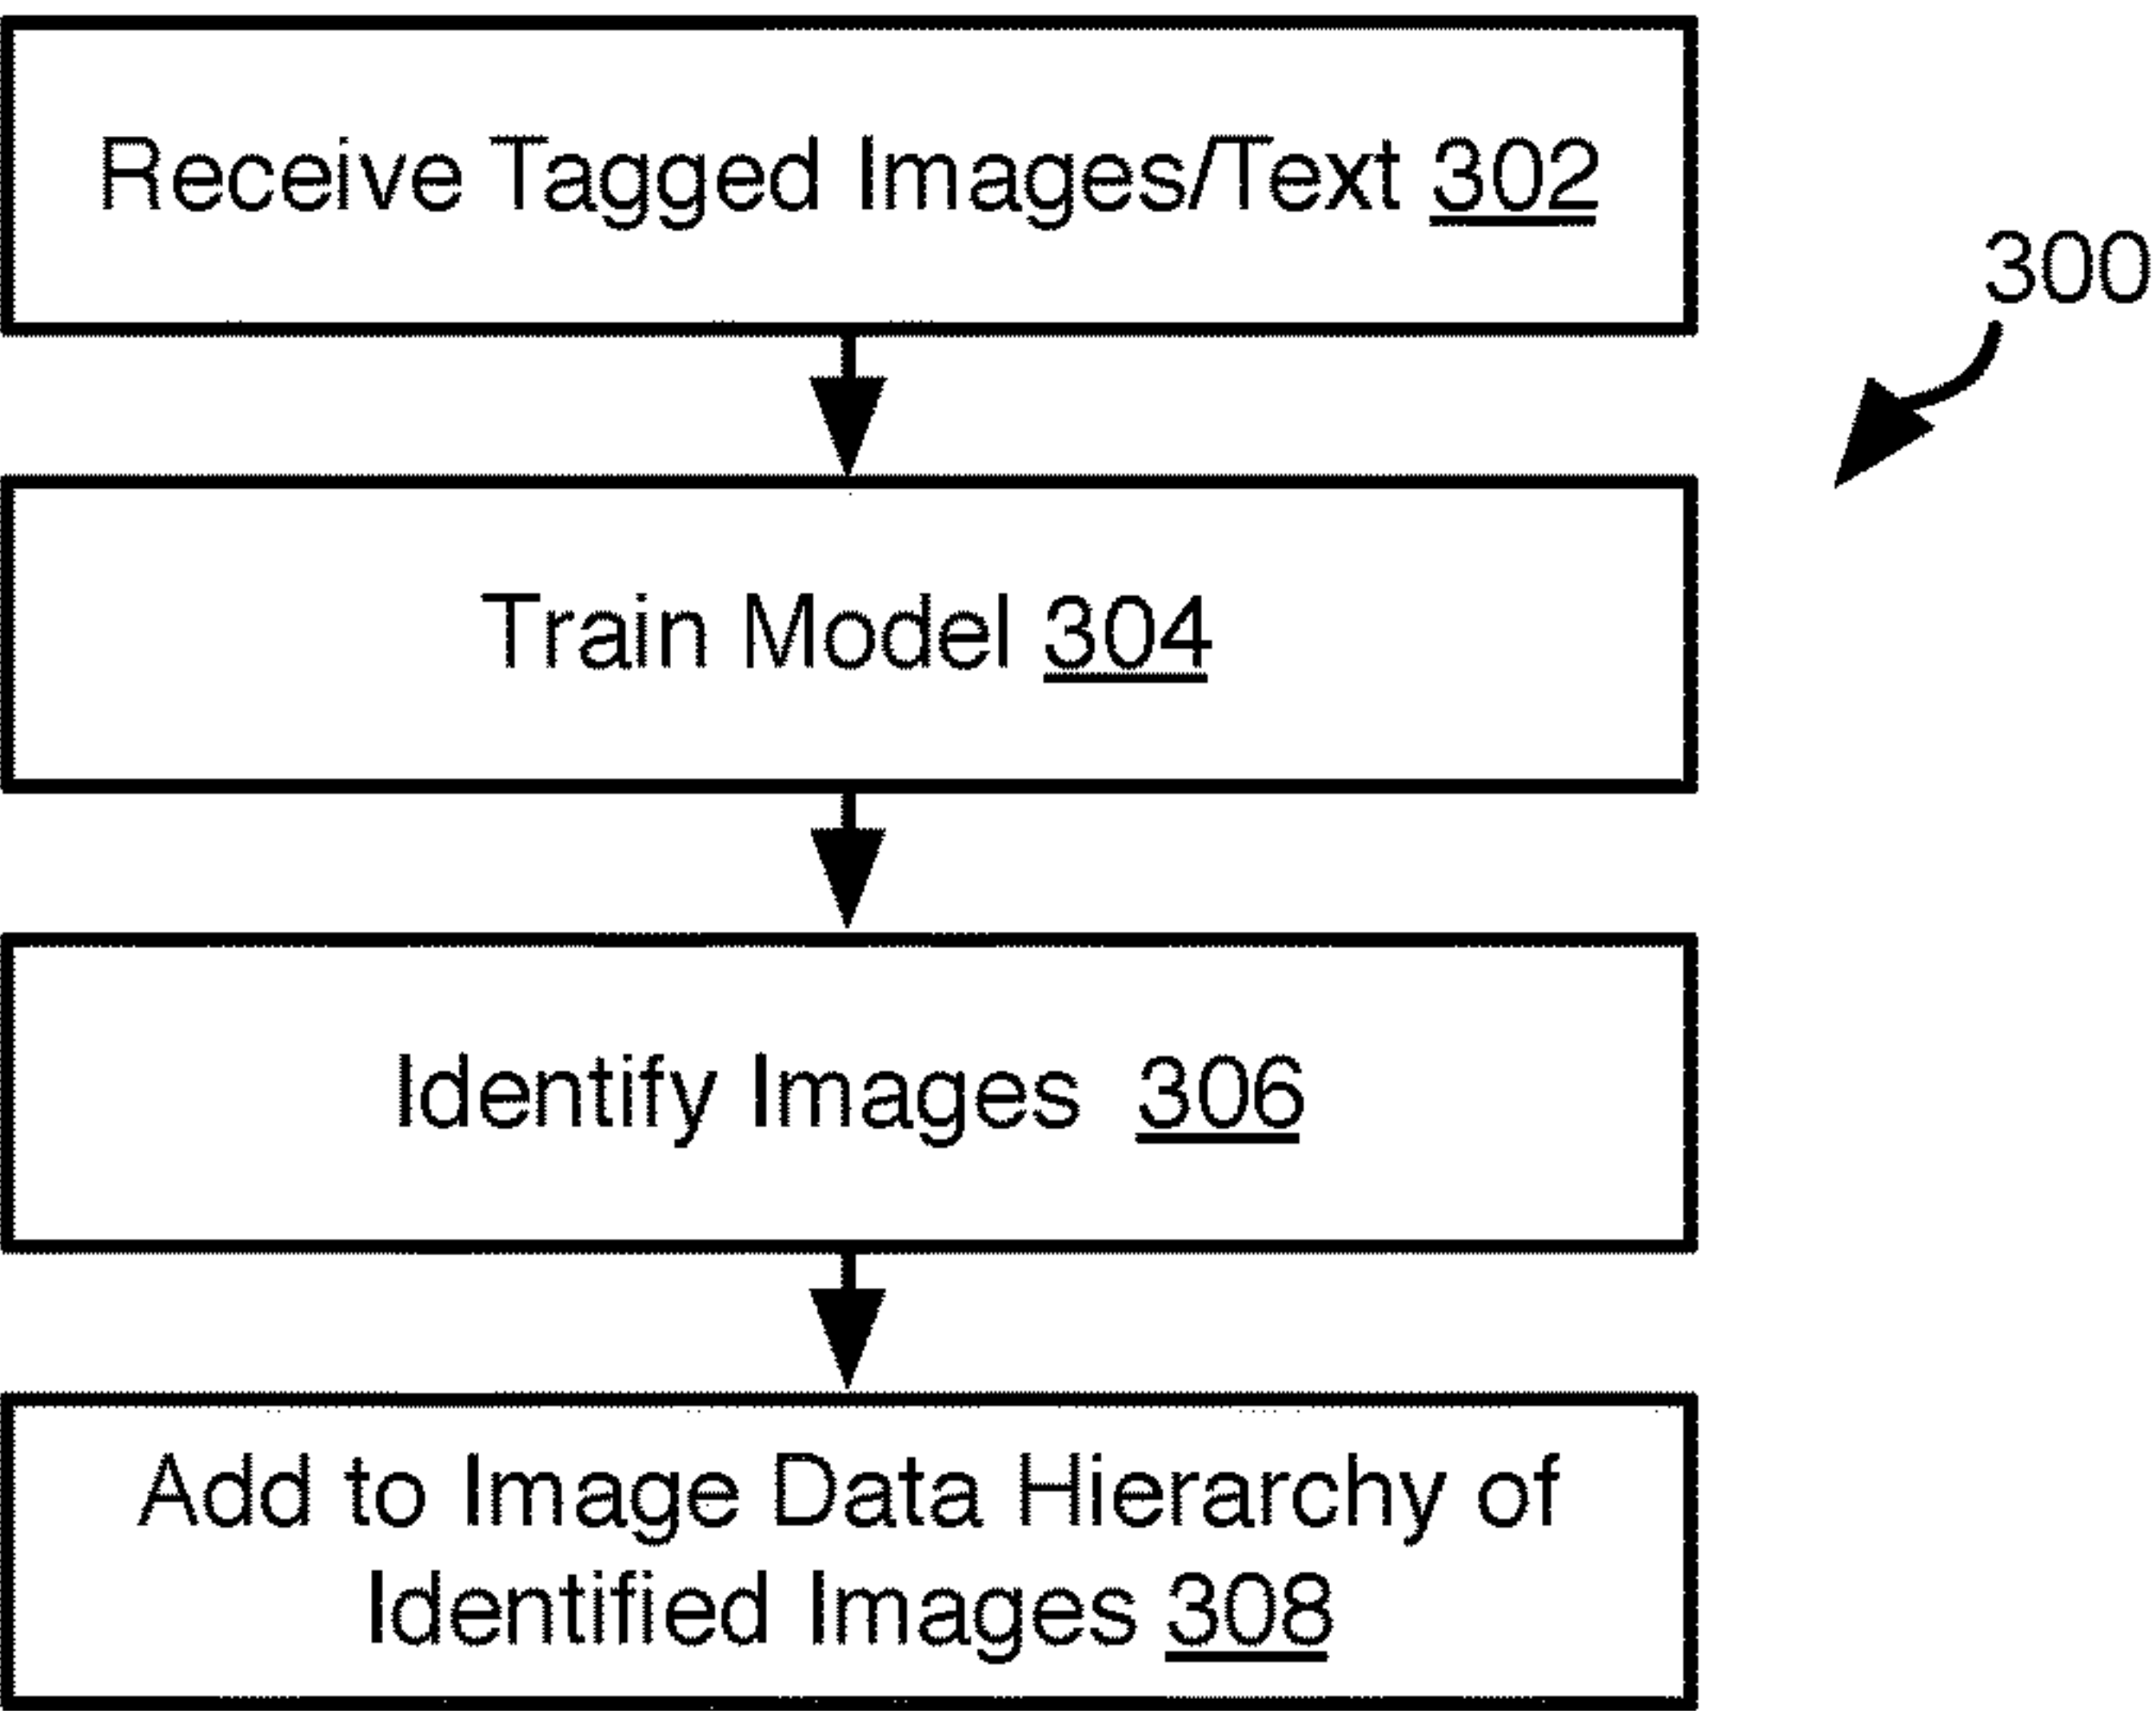 Receive Tagged Images/Text 302
300
Train Model 304
Identify Images 306
Add to Image Data Hierarchy of
Identified Images 308